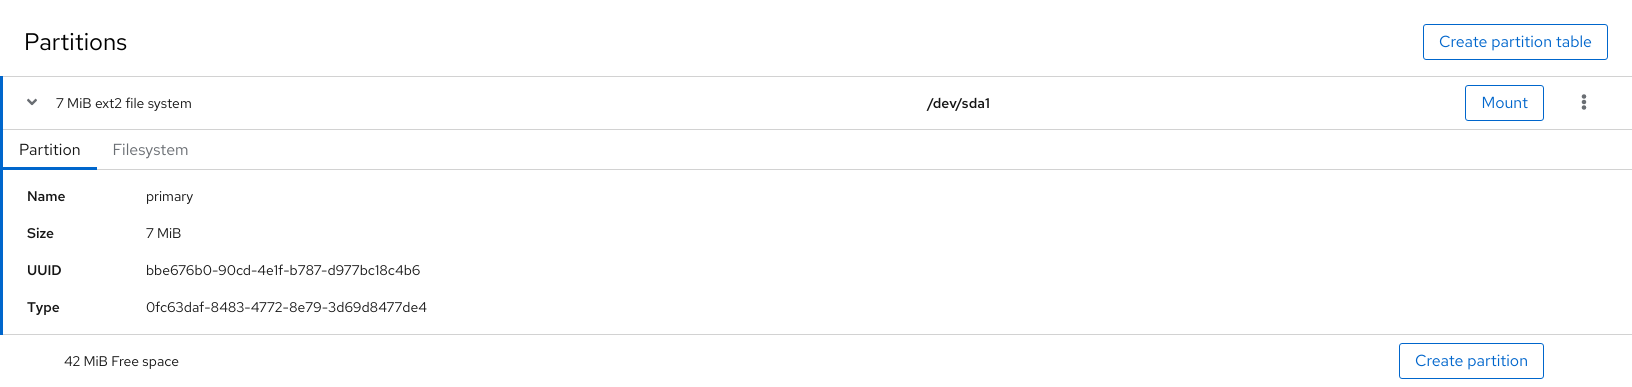 Partitions
Create partition table
7 MiB ext2 file system /dev/sda1 Mount
Partition Filesystem
Name primary
Size 7 MiB
UUID bbe676b0-90cd-4e1f-b787-d977bc18c4b6
Type 0fc63daf-8483-4772-8e79-3d69d8477de4
42 MiB Free space Create partition